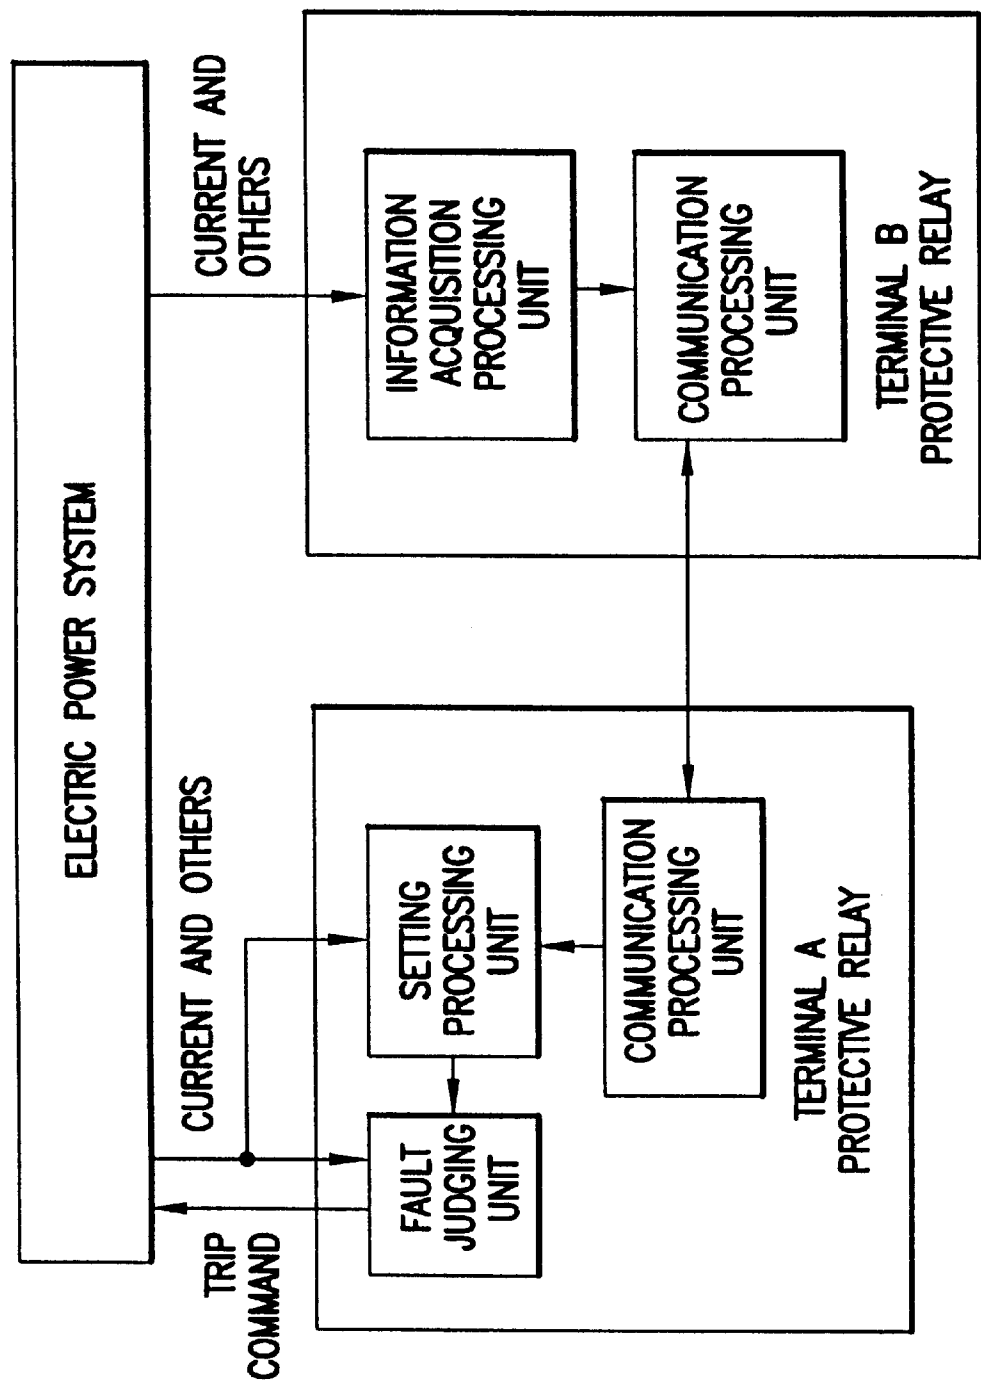 ELECTRIC POWER SYSTEM
TRIP
COMMAND
CURRENT AND OTHERS
CURRENT AND
OTHERS
FAULT
JUDGING
UNIT
SETTING
PROCESSING
UNIT
COMMUNICATION
PROCESSING
UNIT
TERMINAL A
PROTECTIVE RELAY
INFORMATION
ACQUISITION
PROCESSING
UNIT
COMMUNICATION
PROCESSING
UNIT
TERMINAL B
PROTECTIVE RELAY